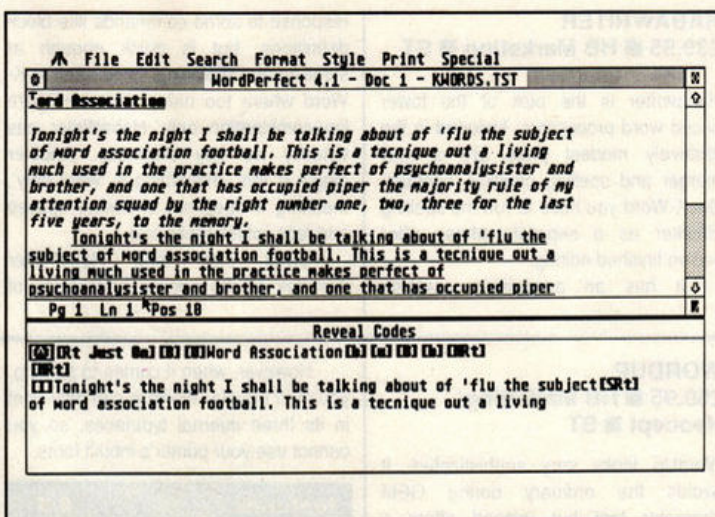 File Edit Search Format Style Print Special
WordPerfect 4.1 - Doc 1 - KWORDS.TST
Word Association
Tonight's the night I shall be talking about of 'flu the subject
of word association football. This is a tecnique out a living
much used in the practice makes perfect of psychoanalysister and
brother, and one that has occupied piper the majority rule of my
attention squad by the right number one, two, three for the last
five years, to the memory.
Tonight's the night I shall be talking about of 'flu the
subject of word association football. This is a tecnique out a
living much used in the practice makes perfect of
psychoanalysister and brother, and one that has occupied piper
Pg 1 Ln 1 Pos 10
Reveal Codes
[Rt Just On] [B] [U]Word Association[b] [u] [B] [b] [HRt]
[HRt]
Tonight's the night I shall be talking about of 'flu the subject[SRt]
of word association football. This is a tecnique out a living